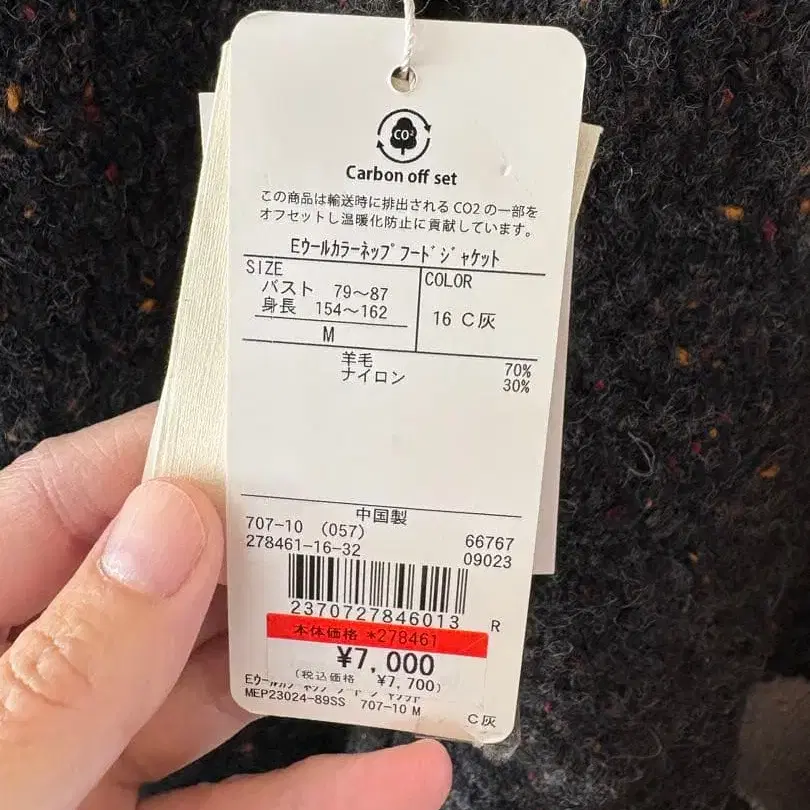 CO²
Carbon off set
この商品は輸送時に排出されるCO2の一部を
オフセットし温暖化防止に貢献しています。
Eウールカラーネップ フードジャケット
SIZE
バスト 79～87
身長 154～162
M
COLOR
16 C灰
羊毛 70%
ナイロン 30%
中国製
707-10 (057) 66767
278461-16-32 09023
2370727846013 R
本体価格 *278461
¥7,000
(税込価格 ¥7,700)
MEP23024-89SS 707-10 M C灰